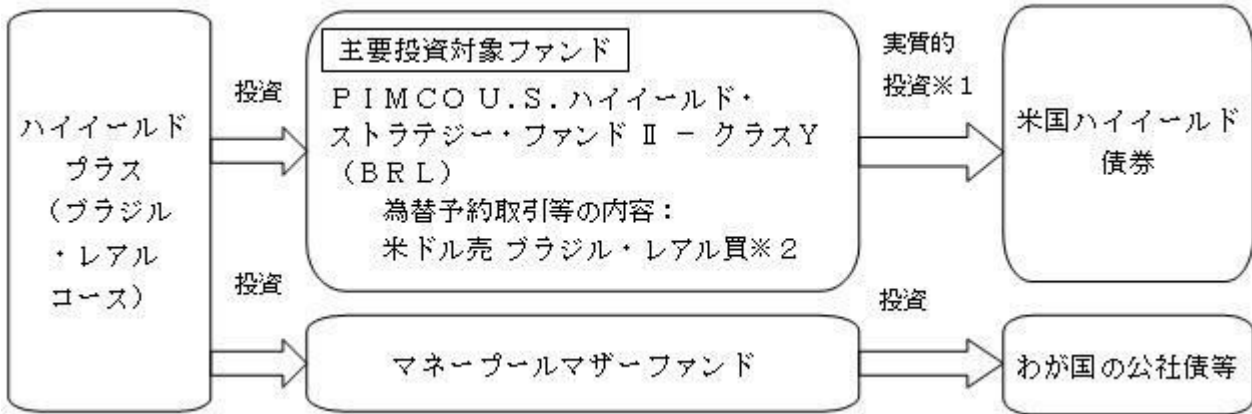 ハイイールド
プラス
（ブラジル
・レアル
コース）
投資
投資
主要投資対象ファンド
ＰＩＭＣＯ Ｕ.Ｓ.ハイイールド・
ストラテジー・ファンド Ⅱ － クラスＹ
（ＢＲＬ）
為替予約取引等の内容：
米ドル売 ブラジル・レアル買※２
マネープールマザーファンド
実質的
投資※１
投資
米国ハイイールド
債券
わが国の公社債等